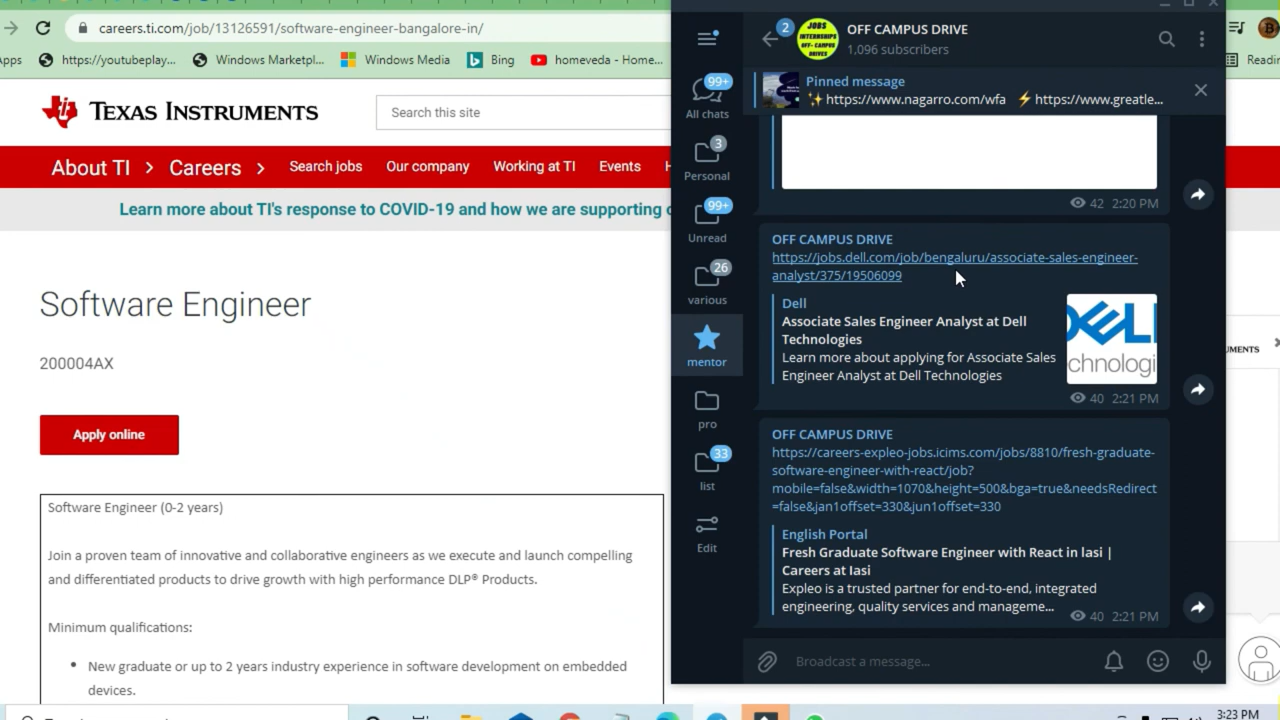 careers.ti.com/job/13126591/software-engineer-bangalore-in/
https://youtubeplay...
Windows Marketpl...
Windows Media
Bing
homeveda - Home...
TEXAS INSTRUMENTS
Search this site
About TI > Careers >
Search jobs
Our company
Working at TI
Events
Learn more about TI's response to COVID-19 and how we are supporting
Software Engineer
200004AX
Apply online
Software Engineer (0-2 years)
Join a proven team of innovative and collaborative engineers as we execute and launch compelling
and differentiated products to drive growth with high performance DLP® Products.
Minimum qualifications:
• New graduate or up to 2 years industry experience in software development on embedded
devices.
2
JOBS
INTERNSHIPS
OFF- CAMPUS
DRIVES
OFF CAMPUS DRIVE
1,096 subscribers
Pinned message
✨https://www.nagarro.com/wfa ⚡https://www.greatle...
99+
All chats
3
Personal
99+
Unread
26
various
mentor
pro
33
list
Edit
42 2:20 PM
OFF CAMPUS DRIVE
https://jobs.dell.com/job/bengaluru/associate-sales-engineer-
analyst/375/19506099
Dell
Associate Sales Engineer Analyst at Dell
Technologies
Learn more about applying for Associate Sales
Engineer Analyst at Dell Technologies
40 2:21 PM
OFF CAMPUS DRIVE
https://careers-expleo-jobs.icims.com/jobs/8810/fresh-graduate-
software-engineer-with-react/job?
mobile=false&width=1070&height=500&bga=true&needsRedirect
=false&jan1offset=330&jun1offset=330
English Portal
Fresh Graduate Software Engineer with React in Iasi |
Careers at Iasi
Expleo is a trusted partner for end-to-end, integrated
engineering, quality services and manageme...
40 2:21 PM
Broadcast a message...
3:23 PM